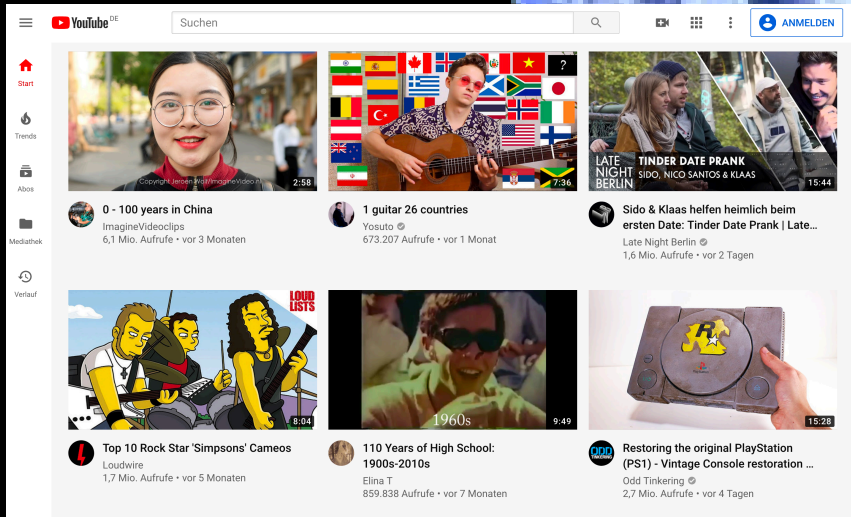 YouTube DE
Suchen
ANMELDEN
Start
Trends
Abos
Mediathek
Verlauf
Copyright Jeroen Wolf/ImagineVideo.nl
2:58
0 - 100 years in China
ImagineVideoclips
6,1 Mio. Aufrufe • vor 3 Monaten
?
7:36
1 guitar 26 countries
Yosuto
673.207 Aufrufe • vor 1 Monat
LATE
NIGHT
BERLIN
TINDER DATE PRANK
SIDO, NICO SANTOS & KLAAS
15:44
Sido & Klaas helfen heimlich beim
ersten Date: Tinder Date Prank | Late…
Late Night Berlin
1,6 Mio. Aufrufe • vor 2 Tagen
LOUD
LISTS
8:04
Top 10 Rock Star 'Simpsons' Cameos
Loudwire
1,7 Mio. Aufrufe • vor 5 Monaten
1960s
9:49
110 Years of High School:
1900s-2010s
Elina T
859.838 Aufrufe • vor 7 Monaten
R
15:28
ODD
TINKERING
Restoring the original PlayStation
(PS1) - Vintage Console restoration …
Odd Tinkering
2,7 Mio. Aufrufe • vor 4 Tagen